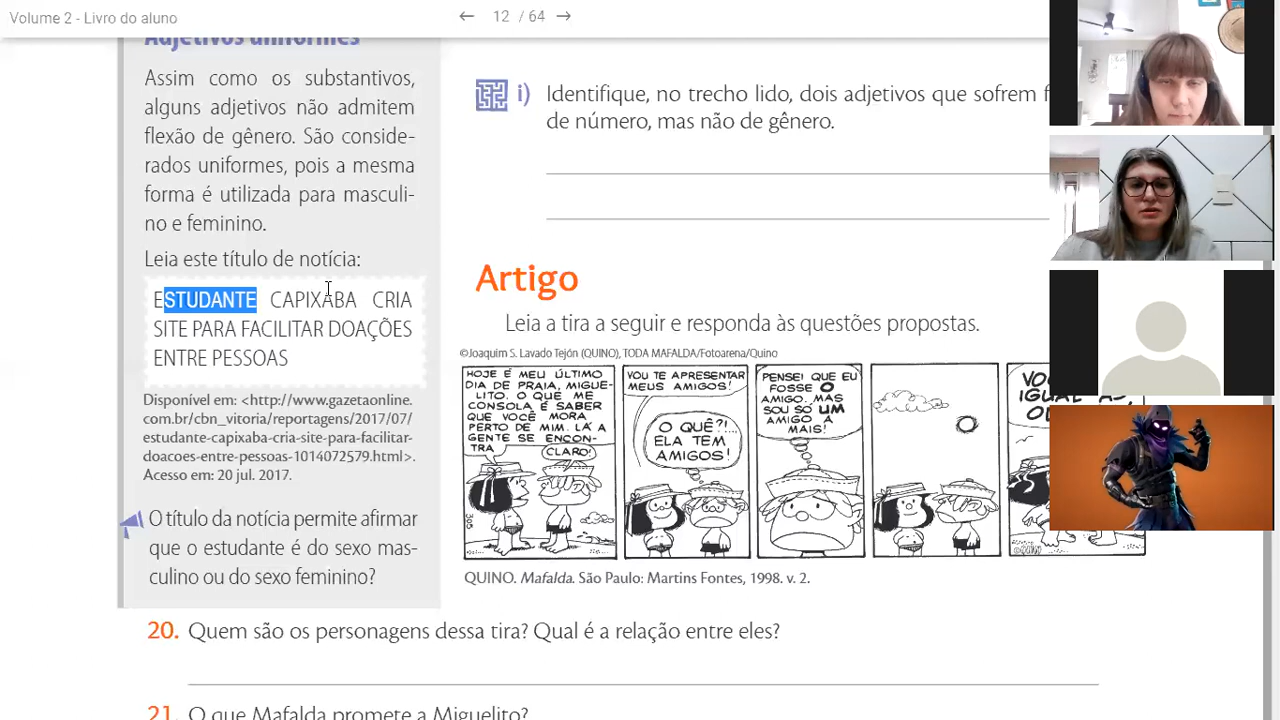 Volume 2 - Livro do aluno
12 / 64
Adjetivos uniformes
Assim como os substantivos,
alguns adjetivos não admitem
flexão de gênero. São conside-
rados uniformes, pois a mesma
forma é utilizada para masculi-
no e feminino.
Leia este título de notícia:
ESTUDANTE CAPIXABA CRIA
SITE PARA FACILITAR DOAÇÕES
ENTRE PESSOAS
Disponível em: <http://www.gazetaonline.
com.br/cbn_vitoria/reportagens/2017/07/
estudante-capixaba-cria-site-para-facilitar-
doacoes-entre-pessoas-1014072579.html>.
Acesso em: 20 jul. 2017.
O título da notícia permite afirmar
que o estudante é do sexo mas-
culino ou do sexo feminino?
i) Identifique, no trecho lido, dois adjetivos que sofrem
de número, mas não de gênero.
Artigo
Leia a tira a seguir e responda às questões propostas.
©Joaquim S. Lavado Tejón (QUINO), TODA MAFALDA/Fotoarena/Quino
HOJE É MEU ÚLTIMO
DIA DE PRAIA, MIGUE-
LITO. O QUE ME
CONSOLA É SABER
QUE VOCÊ MORA
PERTO DE MIM. LÁ A
GENTE SE ENCON-
TRA
CLARO!
305
VOU TE APRESENTAR
MEUS AMIGOS!
O QUÊ?!
ELA TEM
AMIGOS!
PENSEI QUE EU
FOSSE O
AMIGO. MAS
SOU SÓ UM
AMIGO A
MAIS!
IGUAL
QUINO. Mafalda. São Paulo: Martins Fontes, 1998. v. 2.
20. Quem são os personagens dessa tira? Qual é a relação entre eles?
21. O que Mafalda promete a Miguelito?